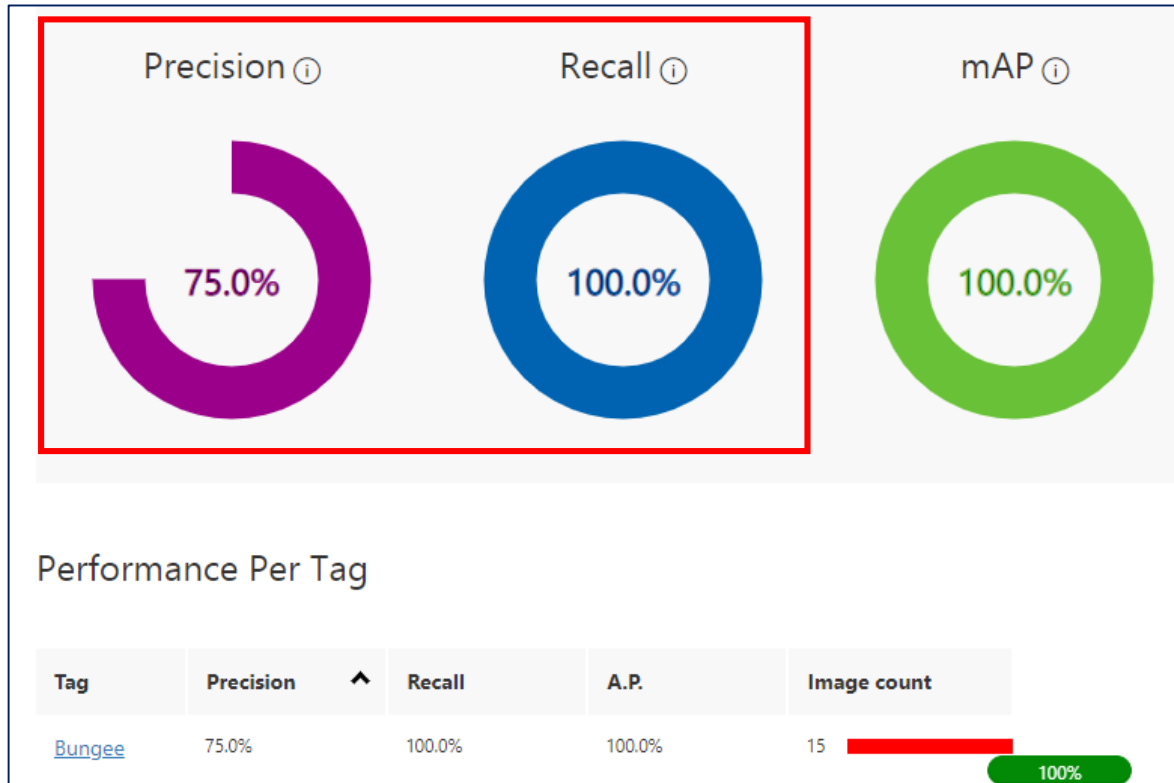 Precision Recall mAP
75.0% 100.0% 100.0%
Performance Per Tag
Tag Precision Recall A.P. Image count
Bungee 75.0% 100.0% 100.0% 15
100%